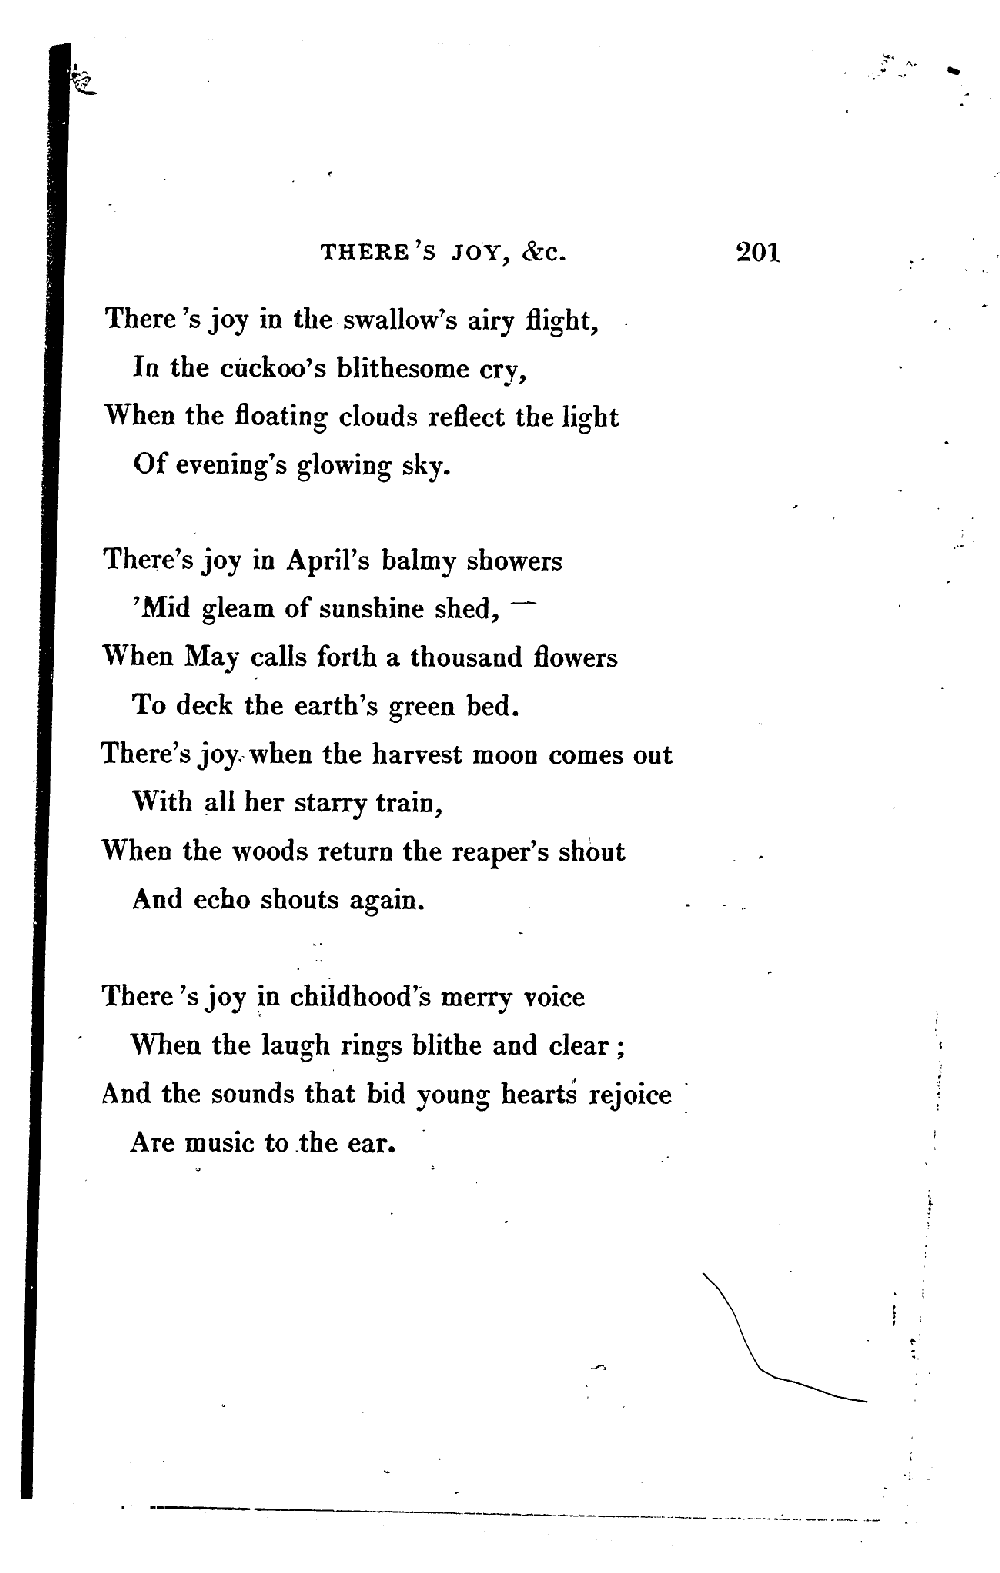 THERE'S JOY, &C. 201
There's joy in the swallow's airy flight,
In the cuckoo's blithesome cry,
When the floating clouds reflect the light
Of evening's glowing sky.
There's joy in April's balmy showers
'Mid gleam of sunshine shed, —
When May calls forth a thousand flowers
To deck the earth's green bed.
There's joy when the harvest moon comes out
With all her starry train,
When the woods return the reaper's shout
And echo shouts again.
There's joy in childhood's merry voice
When the laugh rings blithe and clear;
And the sounds that bid young hearts rejoice
Are music to the ear.